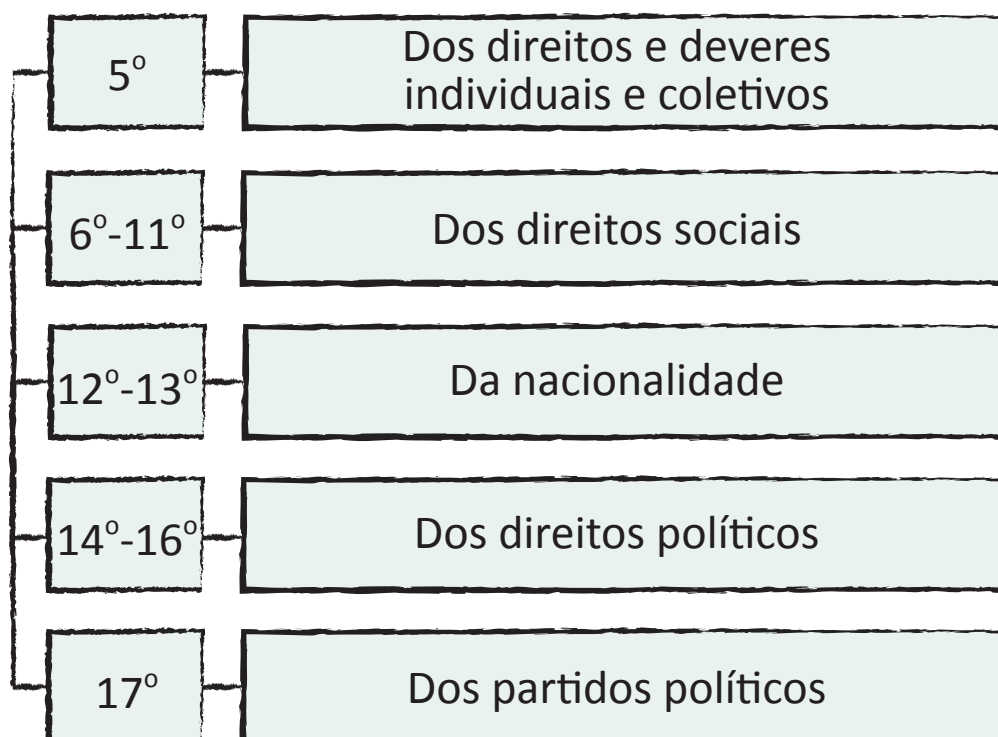 5º
Dos direitos e deveres
individuais e coletivos
6º-11º
Dos direitos sociais
12º-13º
Da nacionalidade
14º-16º
Dos direitos políticos
17º
Dos partidos políticos